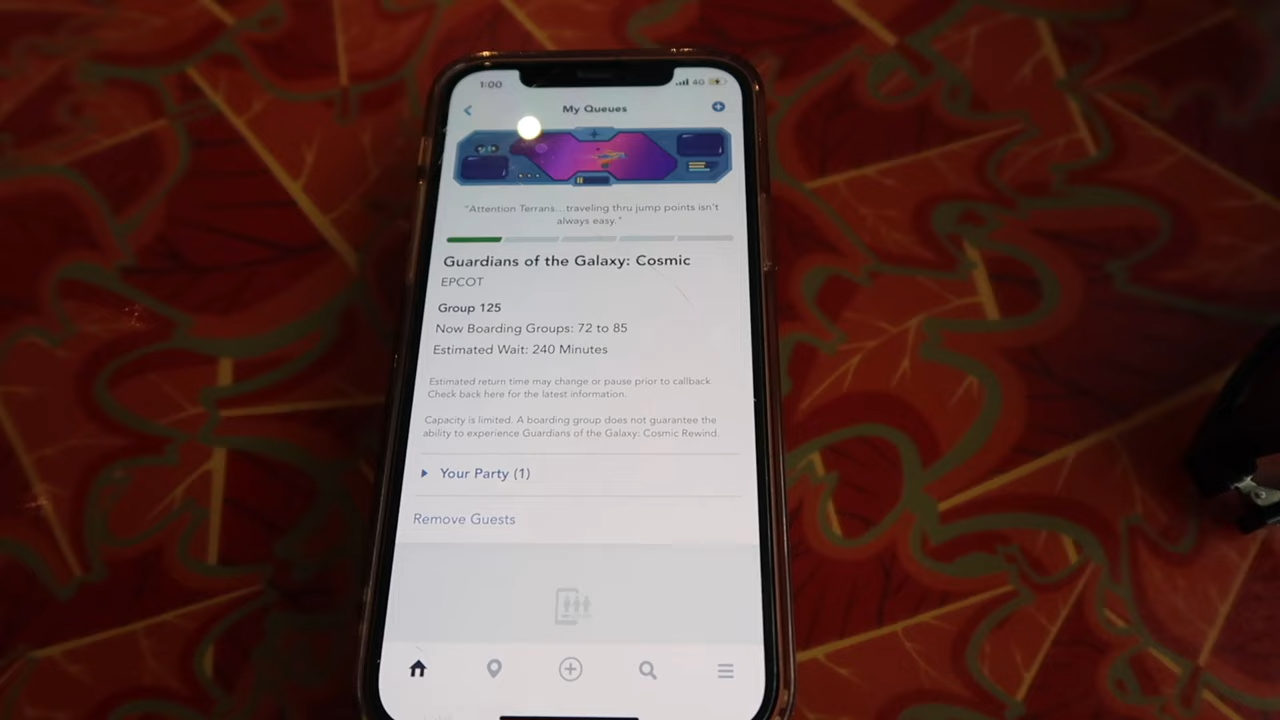 1:00
4G
My Queues
"Attention Terrans...traveling thru jump points isn't
always easy."
Guardians of the Galaxy: Cosmic
EPCOT
Group 125
Now Boarding Groups: 72 to 85
Estimated Wait: 240 Minutes
Estimated return time may change or pause prior to callback
Check back here for the latest information.
Capacity is limited. A boarding group does not guarantee the
ability to experience Guardians of the Galaxy: Cosmic Rewind.
Your Party (1)
Remove Guests